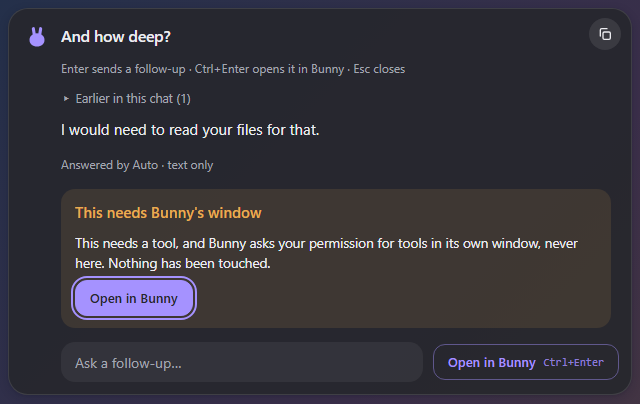 And how deep?
Enter sends a follow-up · Ctrl+Enter opens it in Bunny · Esc closes
▸ Earlier in this chat (1)
I would need to read your files for that.
Answered by Auto · text only
This needs Bunny's window
This needs a tool, and Bunny asks your permission for tools in its own window, never
here. Nothing has been touched.
Open in Bunny
Ask a follow-up...
Open in Bunny Ctrl+Enter